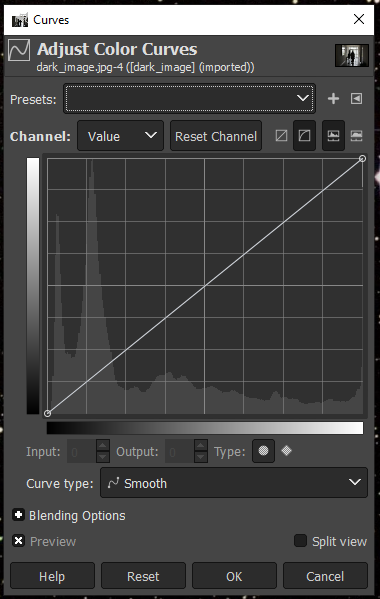 Curves
Adjust Color Curves
dark_image.jpg-4 ([dark_image] (imported))
Presets:
Channel: Value Reset Channel
Input: 0 Output: 0 Type:
Curve type: Smooth
Blending Options
Preview Split view
Help Reset OK Cancel